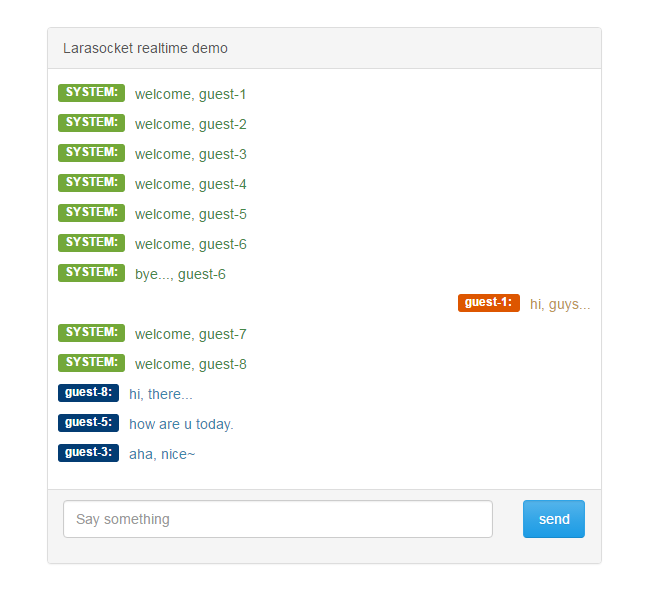 Larasocket realtime demo
SYSTEM: welcome, guest-1
SYSTEM: welcome, guest-2
SYSTEM: welcome, guest-3
SYSTEM: welcome, guest-4
SYSTEM: welcome, guest-5
SYSTEM: welcome, guest-6
SYSTEM: bye..., guest-6
guest-1: hi, guys...
SYSTEM: welcome, guest-7
SYSTEM: welcome, guest-8
guest-8: hi, there...
guest-5: how are u today.
guest-3: aha, nice~
Say something send